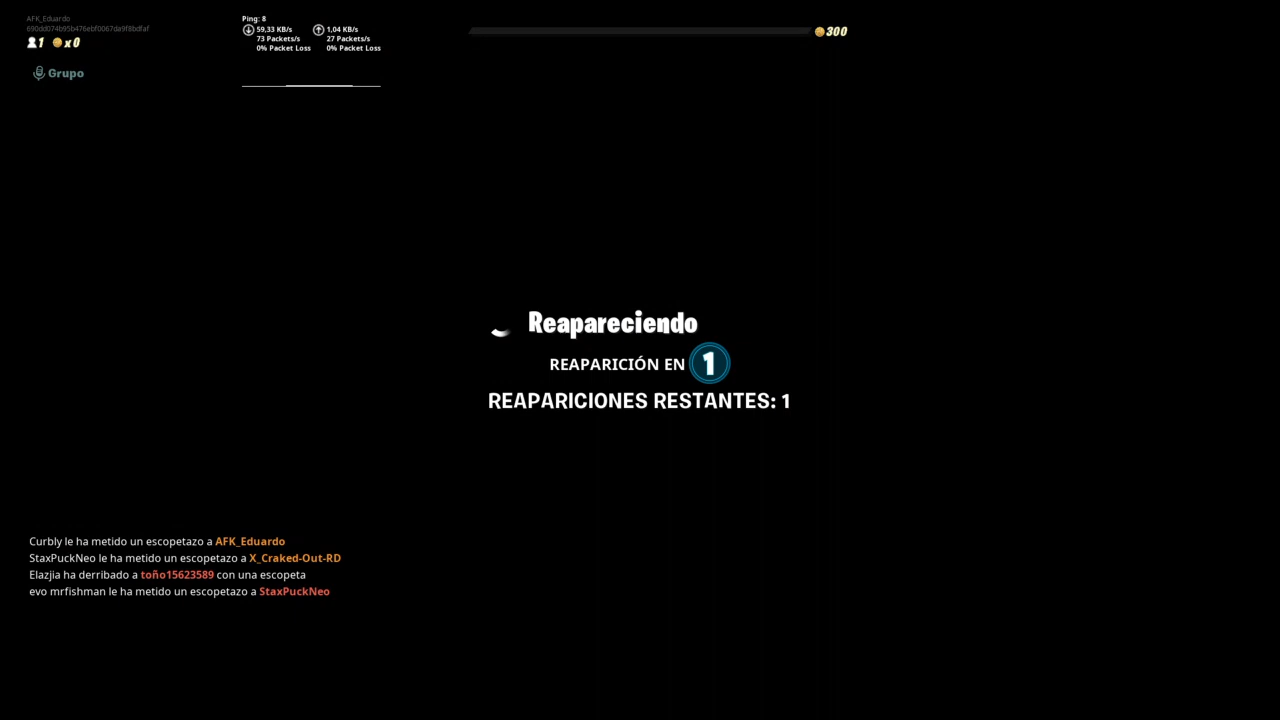 AFK_Eduardo
690dd074b95b476ebf0067da9f8bdfaf
1 x0
Grupo
Ping: 8
59,33 KB/s 1,04 KB/s
73 Packets/s 27 Packets/s
0% Packet Loss 0% Packet Loss
300
Reapareciendo
REAPARICIÓN EN 1
REAPARICIONES RESTANTES: 1
Curbly le ha metido un escopetazo a AFK_Eduardo
StaxPuckNeo le ha metido un escopetazo a X_Craked-Out-RD
Elazjia ha derribado a toño15623589 con una escopeta
evo mrfishman le ha metido un escopetazo a StaxPuckNeo